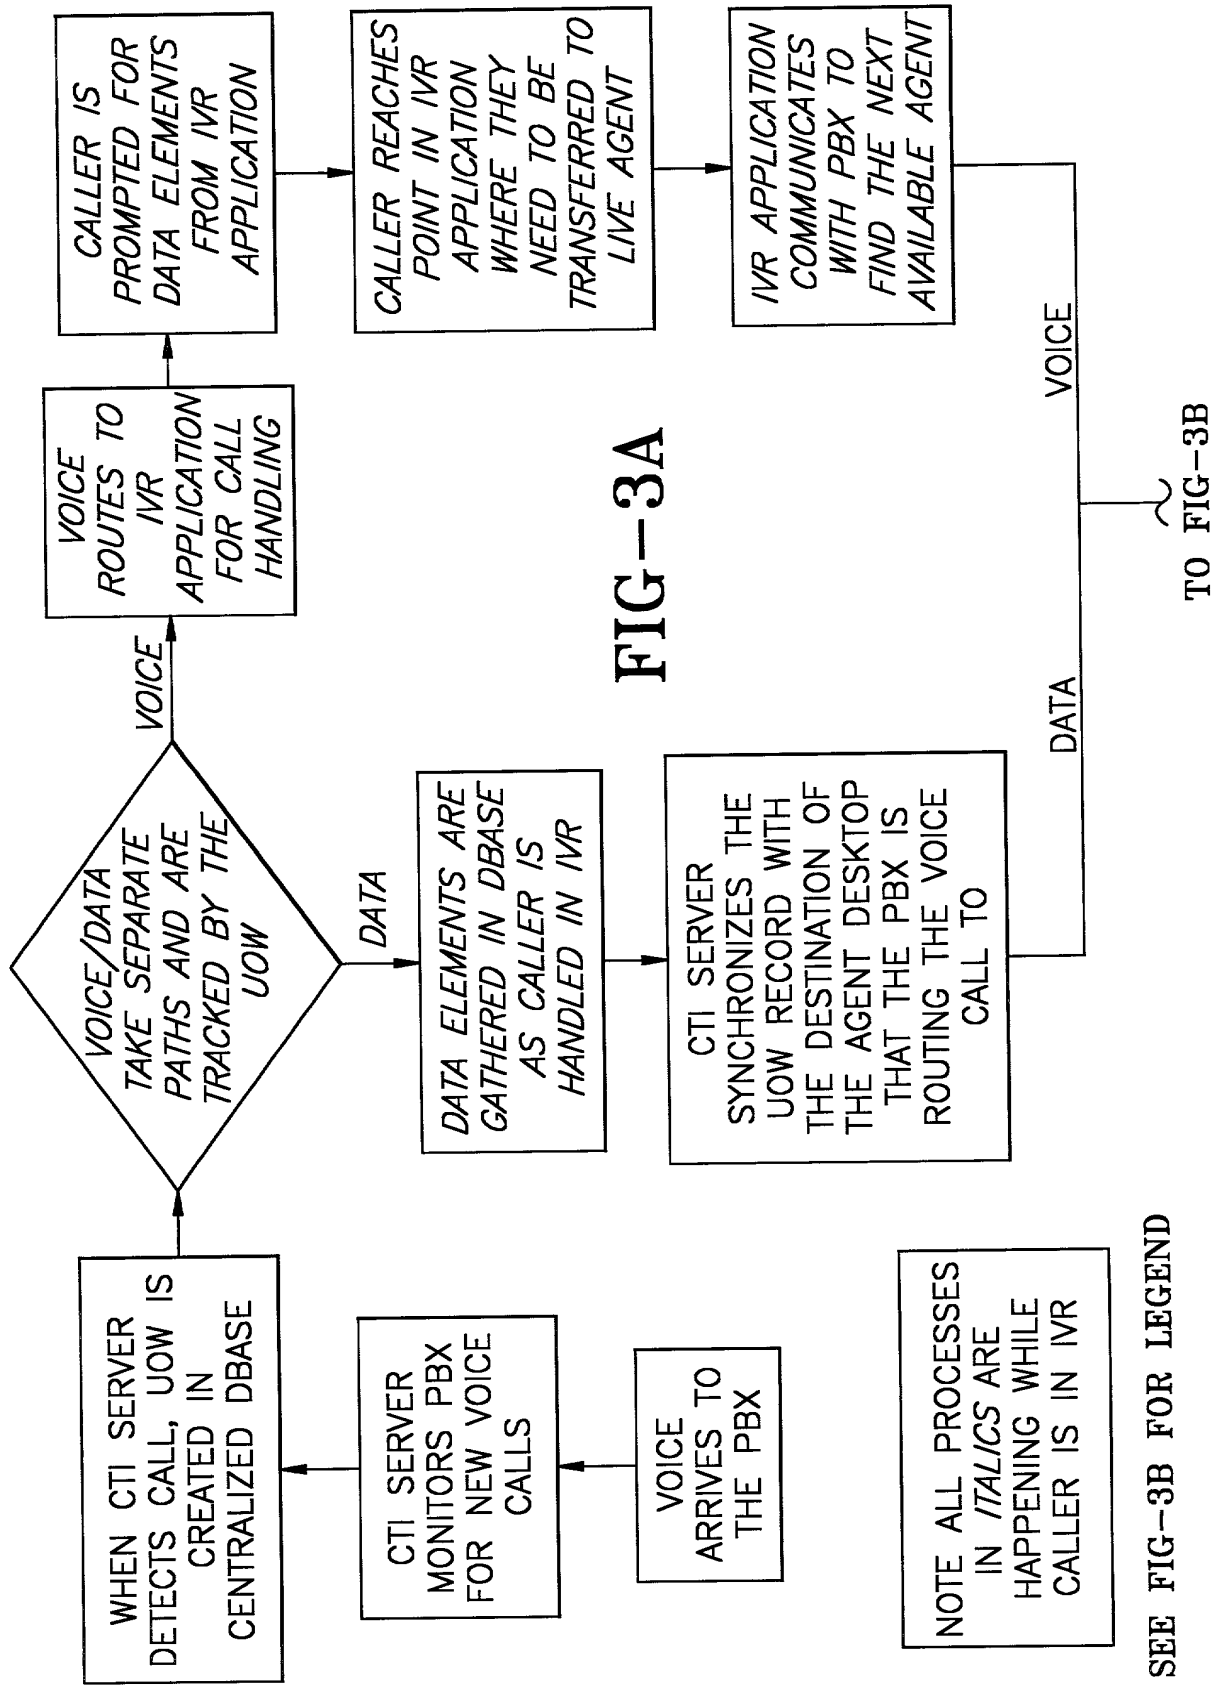 VOICE
ARRIVES TO
THE PBX
CTI SERVER
MONITORS PBX
FOR NEW VOICE
CALLS
WHEN CTI SERVER
DETECTS CALL, UOW IS
CREATED IN
CENTRALIZED DBASE
VOICE/DATA
TAKE SEPARATE
PATHS AND ARE
TRACKED BY THE
UOW
VOICE
VOICE
ROUTES TO
IVR
APPLICATION
FOR CALL
HANDLING
CALLER IS
PROMPTED FOR
DATA ELEMENTS
FROM IVR
APPLICATION
CALLER REACHES
POINT IN IVR
APPLICATION
WHERE THEY
NEED TO BE
TRANSFERRED TO
LIVE AGENT
IVR APPLICATION
COMMUNICATES
WITH PBX TO
FIND THE NEXT
AVAILABLE AGENT
VOICE
DATA
DATA ELEMENTS ARE
GATHERED IN DBASE
AS CALLER IS
HANDLED IN IVR
CTI SERVER
SYNCHRONIZES THE
UOW RECORD WITH
THE DESTINATION OF
THE AGENT DESKTOP
THAT THE PBX IS
ROUTING THE VOICE
CALL TO
DATA
TO FIG-3B
FIG-3A
NOTE ALL PROCESSES
IN ITALICS ARE
HAPPENING WHILE
CALLER IS IN IVR
SEE FIG-3B FOR LEGEND